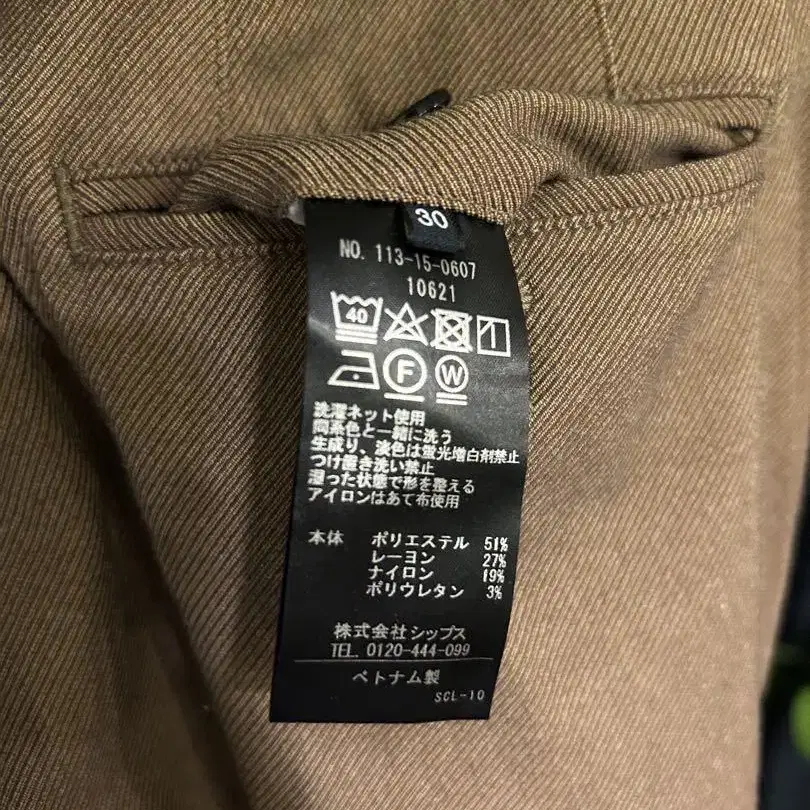 30
NO. 113-15-0607
10621
40
F W
洗濯ネット使用
同系色と一緒に洗う
生成り、淡色は蛍光増白剤禁止
つけ置き洗い禁止
湿った状態で形を整える
アイロンはあて布使用
本体 ポリエステル 51%
レーヨン 27%
ナイロン 19%
ポリウレタン 3%
株式会社シップス
TEL. 0120-444-099
ベトナム製
SCL-10